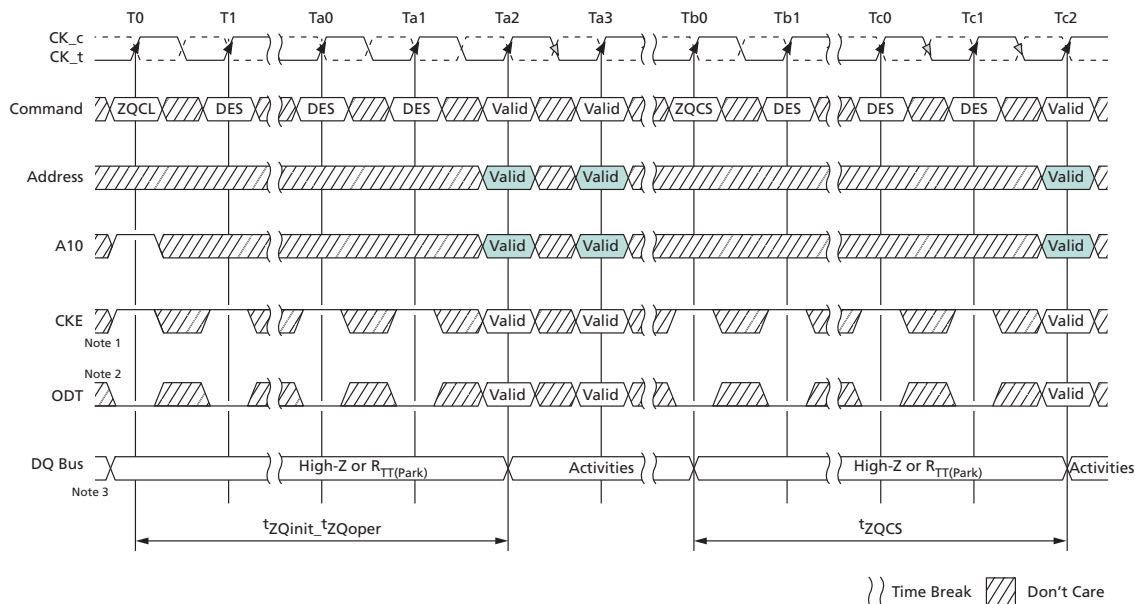 T0 T1 Ta0 Ta1 Ta2 Ta3 Tb0 Tb1 Tc0 Tc1 Tc2
CK_c
CK_t
Command ZQCL DES DES DES Valid Valid ZQCS DES DES DES Valid
Address Valid Valid Valid
A10 Valid Valid Valid
CKE Valid Valid Valid
Note 1
Note 2
ODT Valid Valid Valid
DQ Bus High-Z or RTT(Park) Activities High-Z or RTT(Park) Activities
Note 3
tZQinit_tZQoper tZQCS
Time Break Don't Care